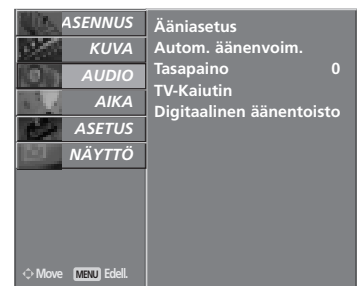 ASENNUS
KUVA
AUDIO
AIKA
ASETUS
NÄYTTÖ
Ääniasetus
Autom. äänenvoim.
Tasapaino 0
TV-Kaiutin
Digitaalinen äänentoisto
Move MENU Edell.